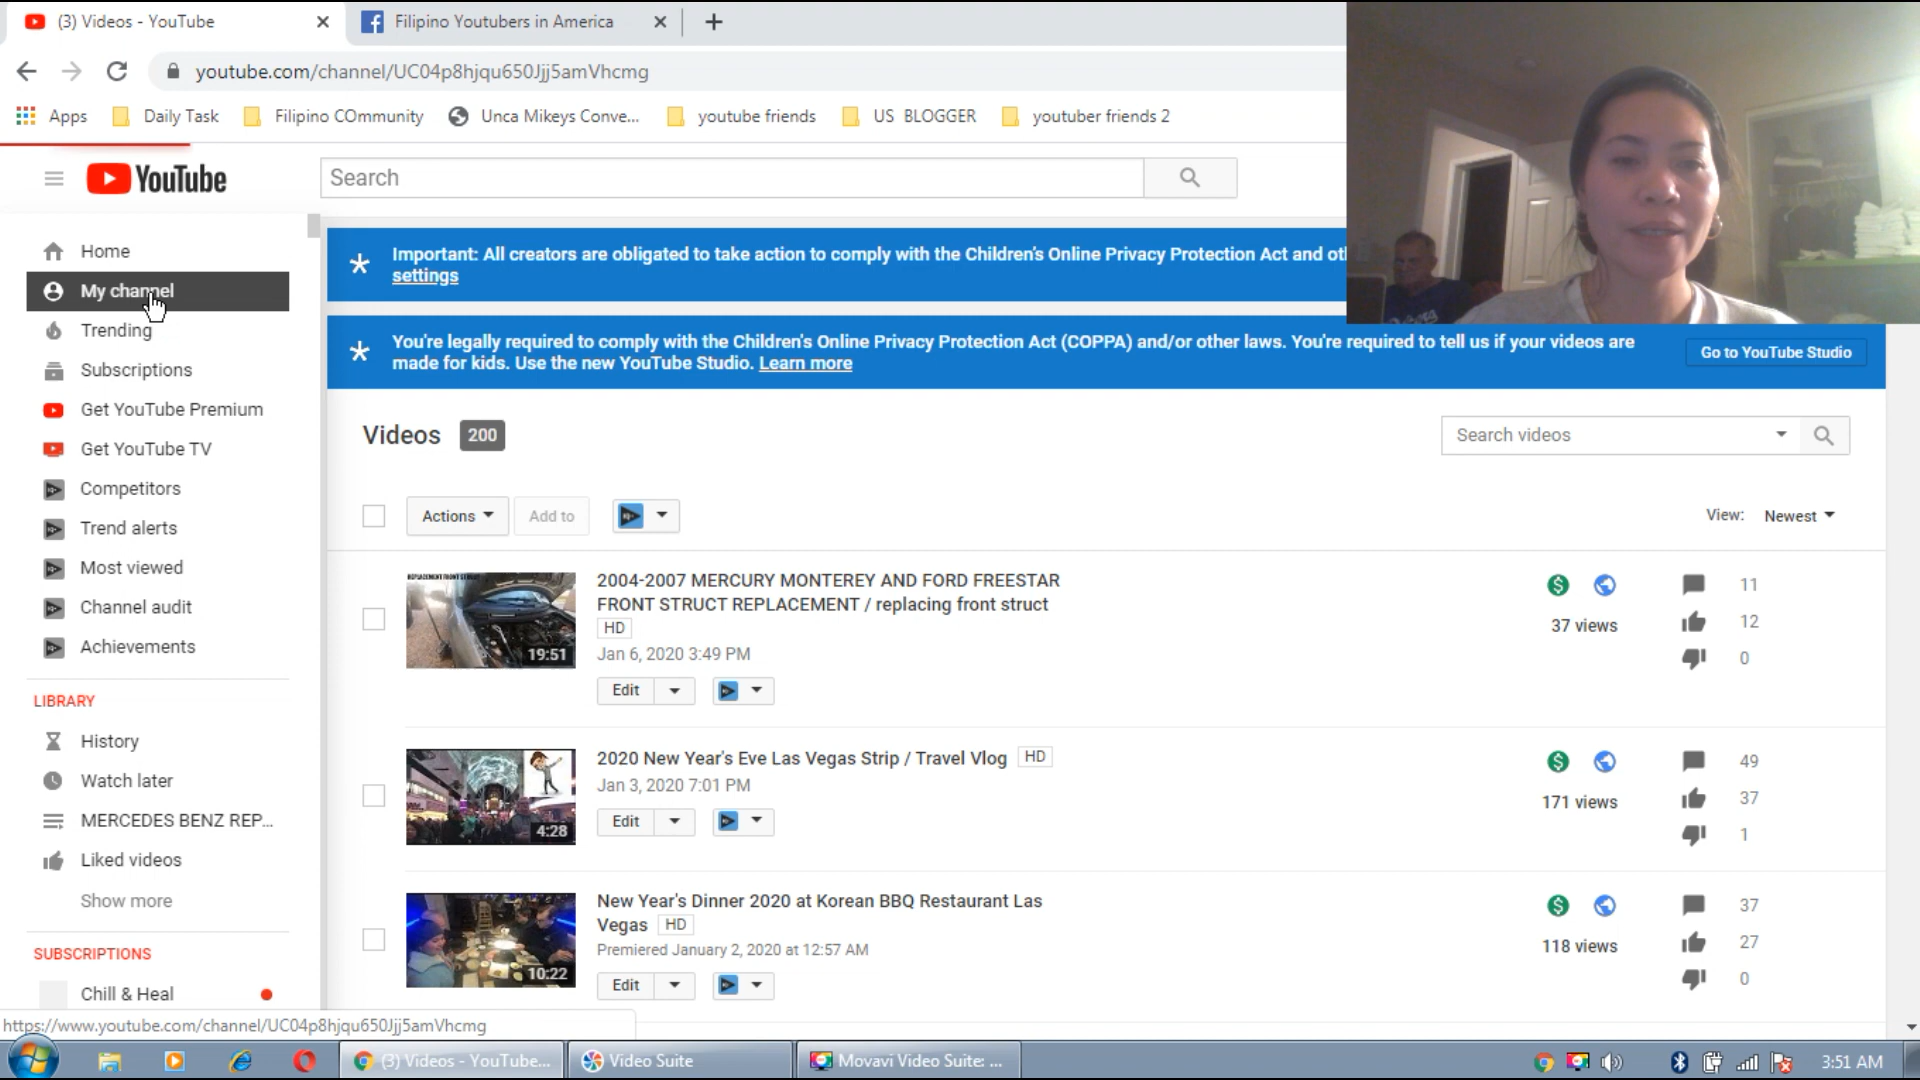 (3) Videos - YouTube
Filipino Youtubers in America
youtube.com/channel/UC04p8hjqu650Jjj5amVhcmg
Apps
Daily Task
Filipino COmmunity
Unca Mikeys Conve...
youtube friends
US BLOGGER
youtuber friends 2
YouTube
Search
Home
My channel
Trending
Subscriptions
Get YouTube Premium
Get YouTube TV
Competitors
Trend alerts
Most viewed
Channel audit
Achievements
LIBRARY
History
Watch later
MERCEDES BENZ REP...
Liked videos
Show more
SUBSCRIPTIONS
Chill & Heal
https://www.youtube.com/channel/UC04p8hjqu650Jjj5amVhcmg
Important: All creators are obligated to take action to comply with the Children's Online Privacy Protection Act and
settings
You're legally required to comply with the Children's Online Privacy Protection Act (COPPA) and/or other laws. You're required to tell us if your videos are
made for kids. Use the new YouTube Studio. Learn more
Go to YouTube Studio
Videos 200
Search videos
Actions
Add to
View: Newest
REPLACEMENT FRONT STRUCT
19:51
2004-2007 MERCURY MONTEREY AND FORD FREESTAR
FRONT STRUCT REPLACEMENT / replacing front struct
HD
Jan 6, 2020 3:49 PM
Edit
37 views
11
12
0
4:28
2020 New Year's Eve Las Vegas Strip / Travel Vlog HD
Jan 3, 2020 7:01 PM
Edit
171 views
49
37
1
10:22
New Year's Dinner 2020 at Korean BBQ Restaurant Las
Vegas HD
Premiered January 2, 2020 at 12:57 AM
Edit
118 views
37
27
0
(3) Videos - YouTube...
Video Suite
Movavi Video Suite: ...
3:51 AM